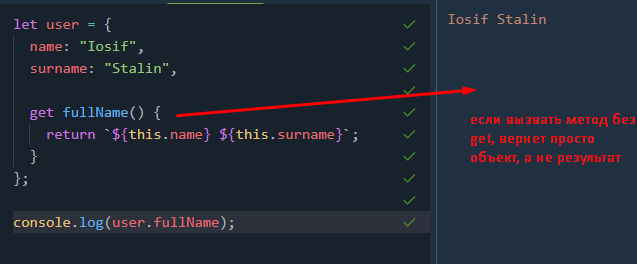 let user = {
name: "Iosif",
surname: "Stalin",
get fullName() {
return `${this.name} ${this.surname}`;
}
};
console.log(user.fullName);
Iosif Stalin
если вызвать метод без
get, вернет просто
объект, а не результат